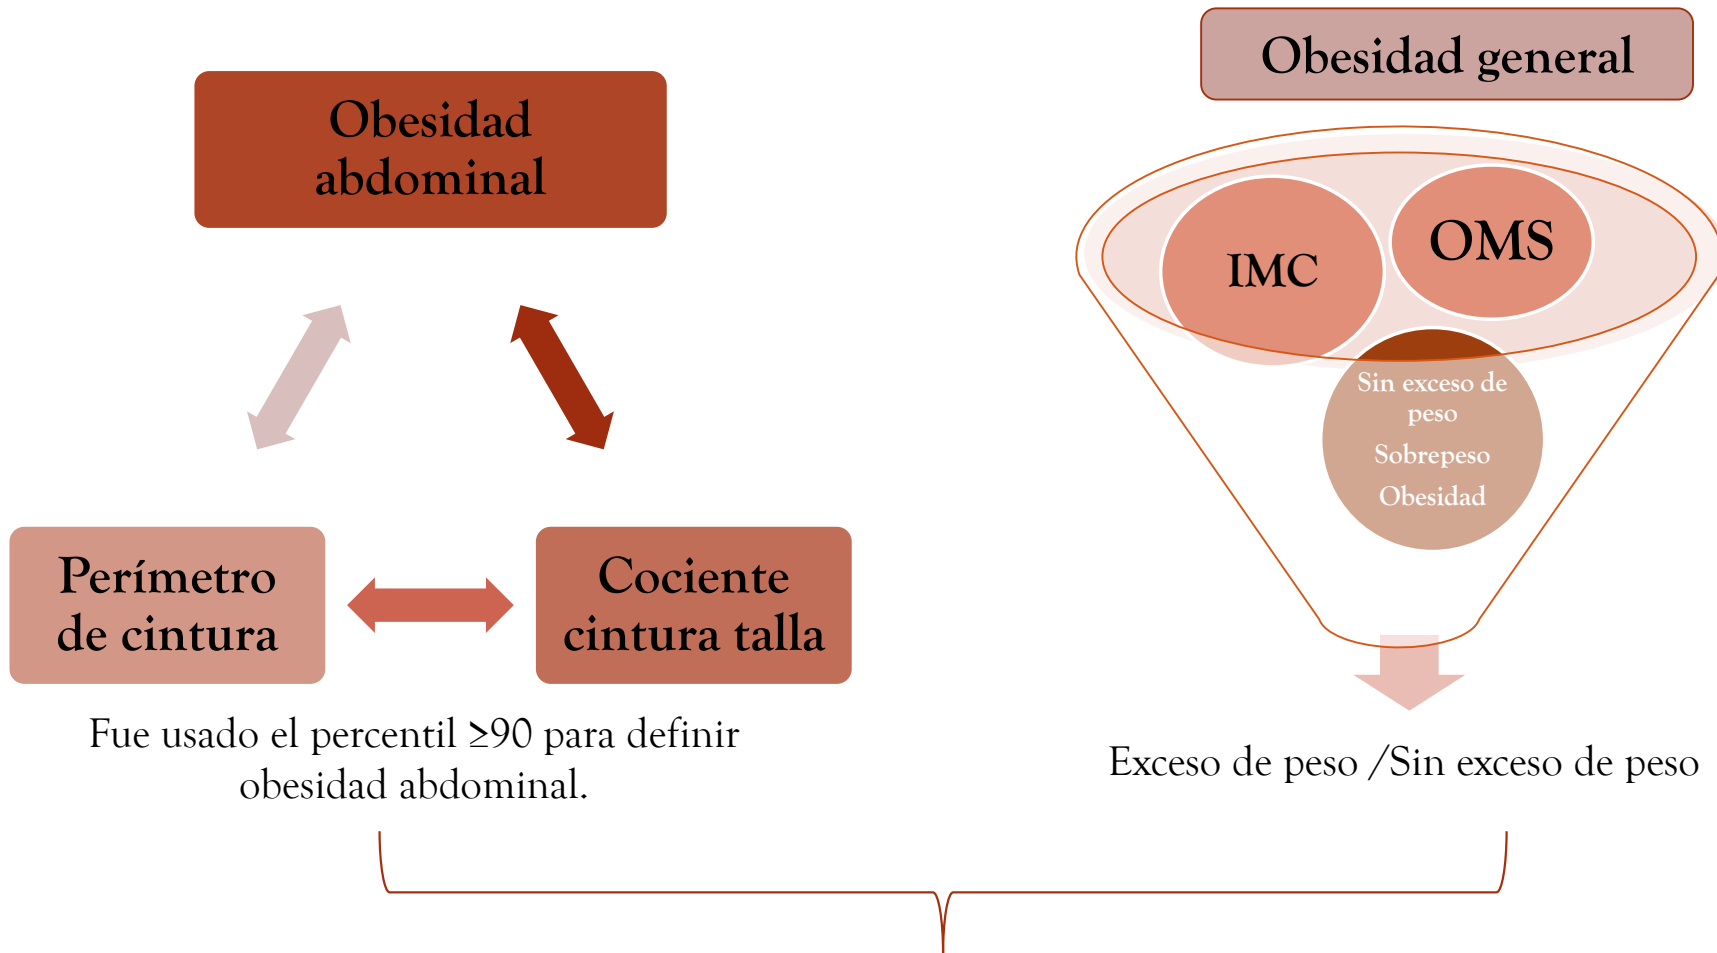 Obesidad
abdominal
Perímetro
de cintura
Cociente
cintura talla
Fue usado el percentil ≥90 para definir
obesidad abdominal.
Obesidad general
IMC
OMS
Sin exceso de
peso
Sobrepeso
Obesidad
Exceso de peso /Sin exceso de peso